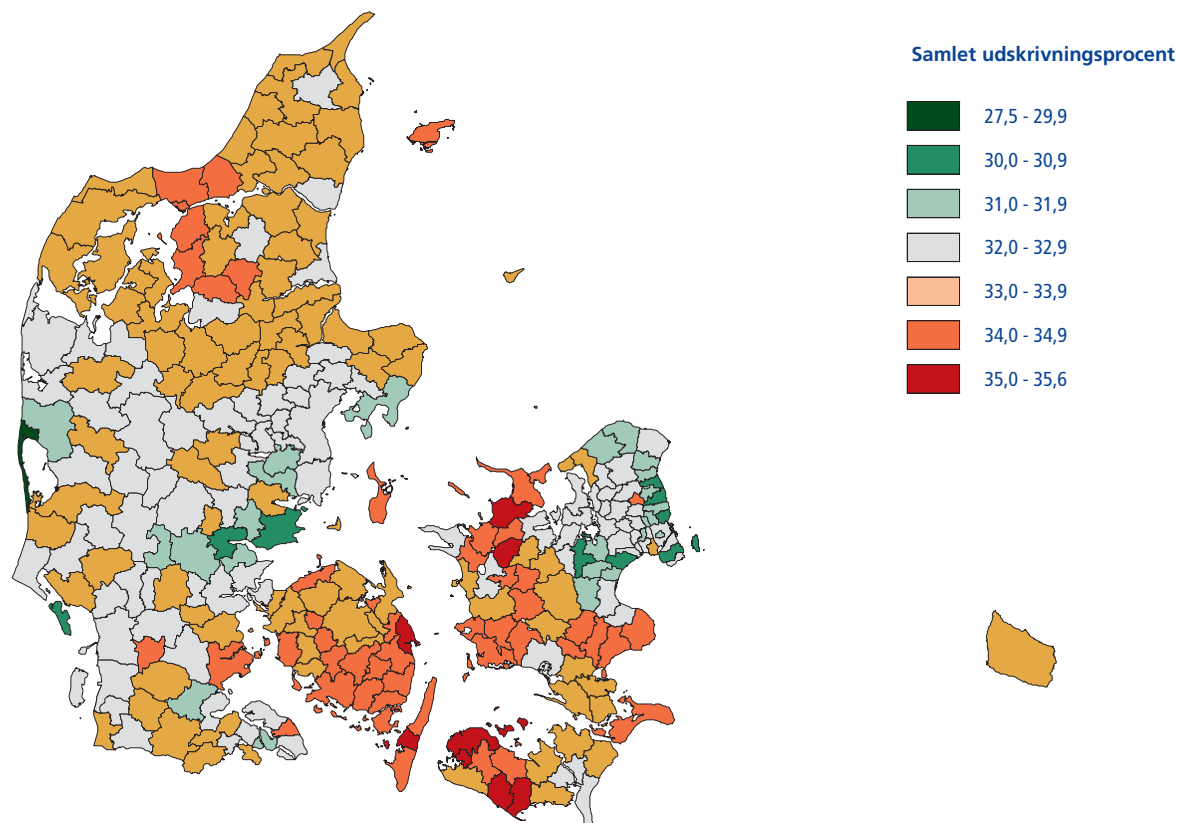 Samlet udskrivningsprocent
27,5 - 29,9
30,0 - 30,9
31,0 - 31,9
32,0 - 32,9
33,0 - 33,9
34,0 - 34,9
35,0 - 35,6